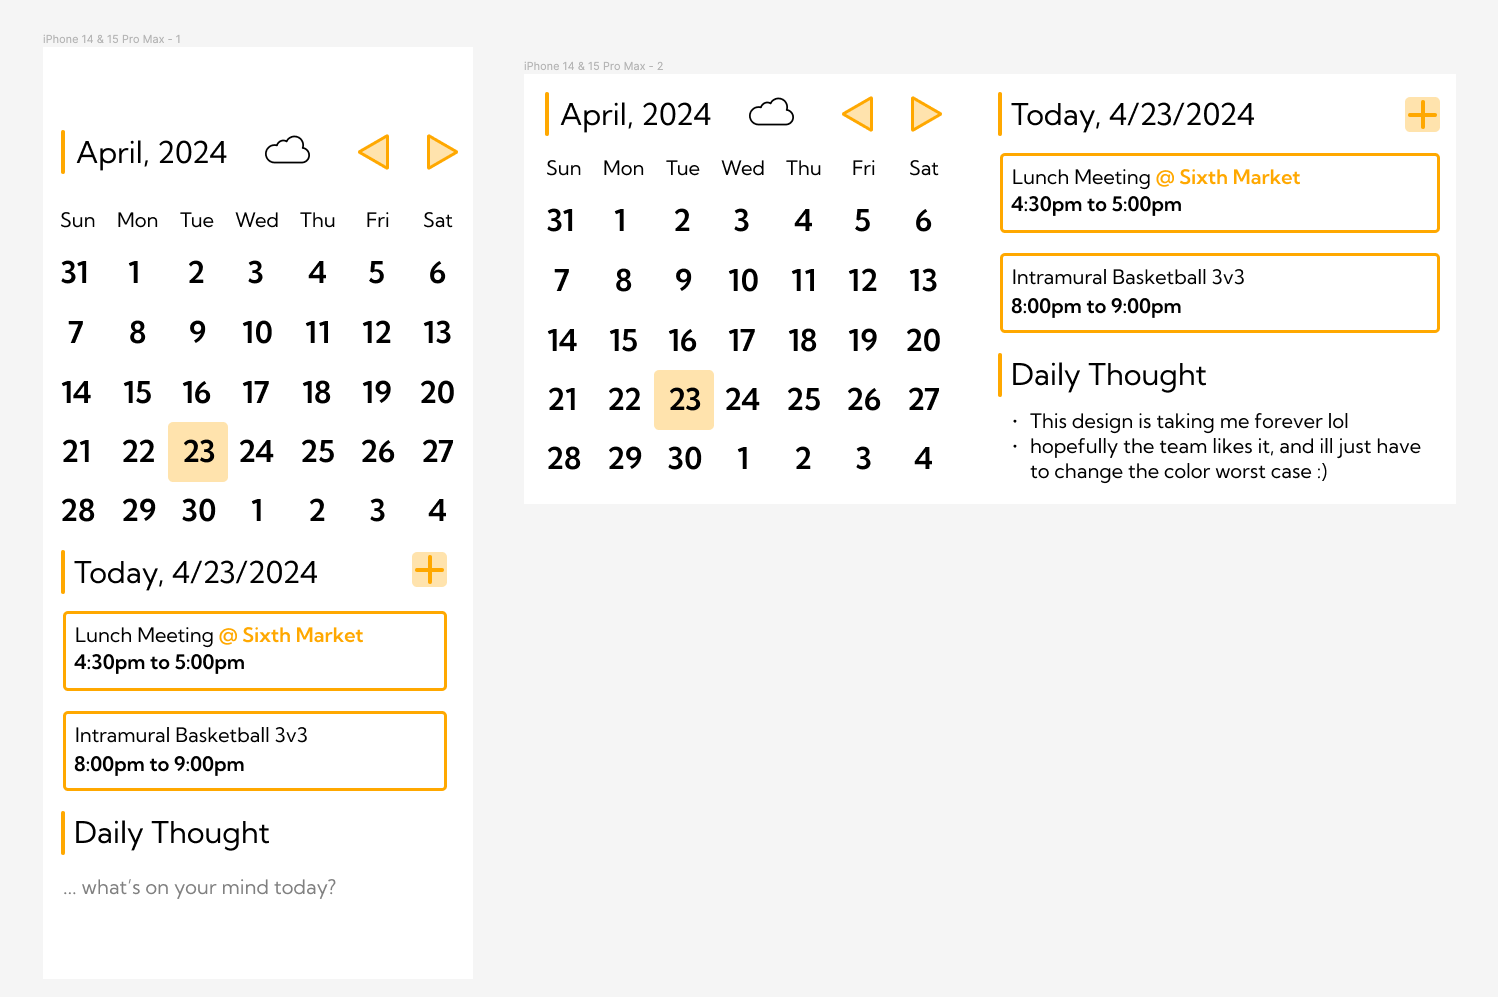 iPhone 14 & 15 Pro Max - 1
April, 2024
Sun Mon Tue Wed Thu Fri Sat
31 1 2 3 4 5 6
7 8 9 10 11 12 13
14 15 16 17 18 19 20
21 22 23 24 25 26 27
28 29 30 1 2 3 4
Today, 4/23/2024
Lunch Meeting @ Sixth Market
4:30pm to 5:00pm
Intramural Basketball 3v3
8:00pm to 9:00pm
Daily Thought
... what's on your mind today?
iPhone 14 & 15 Pro Max - 2
April, 2024
Sun Mon Tue Wed Thu Fri Sat
31 1 2 3 4 5 6
7 8 9 10 11 12 13
14 15 16 17 18 19 20
21 22 23 24 25 26 27
28 29 30 1 2 3 4
Today, 4/23/2024
Lunch Meeting @ Sixth Market
4:30pm to 5:00pm
Intramural Basketball 3v3
8:00pm to 9:00pm
Daily Thought
· This design is taking me forever lol
· hopefully the team likes it, and ill just have
to change the color worst case :)